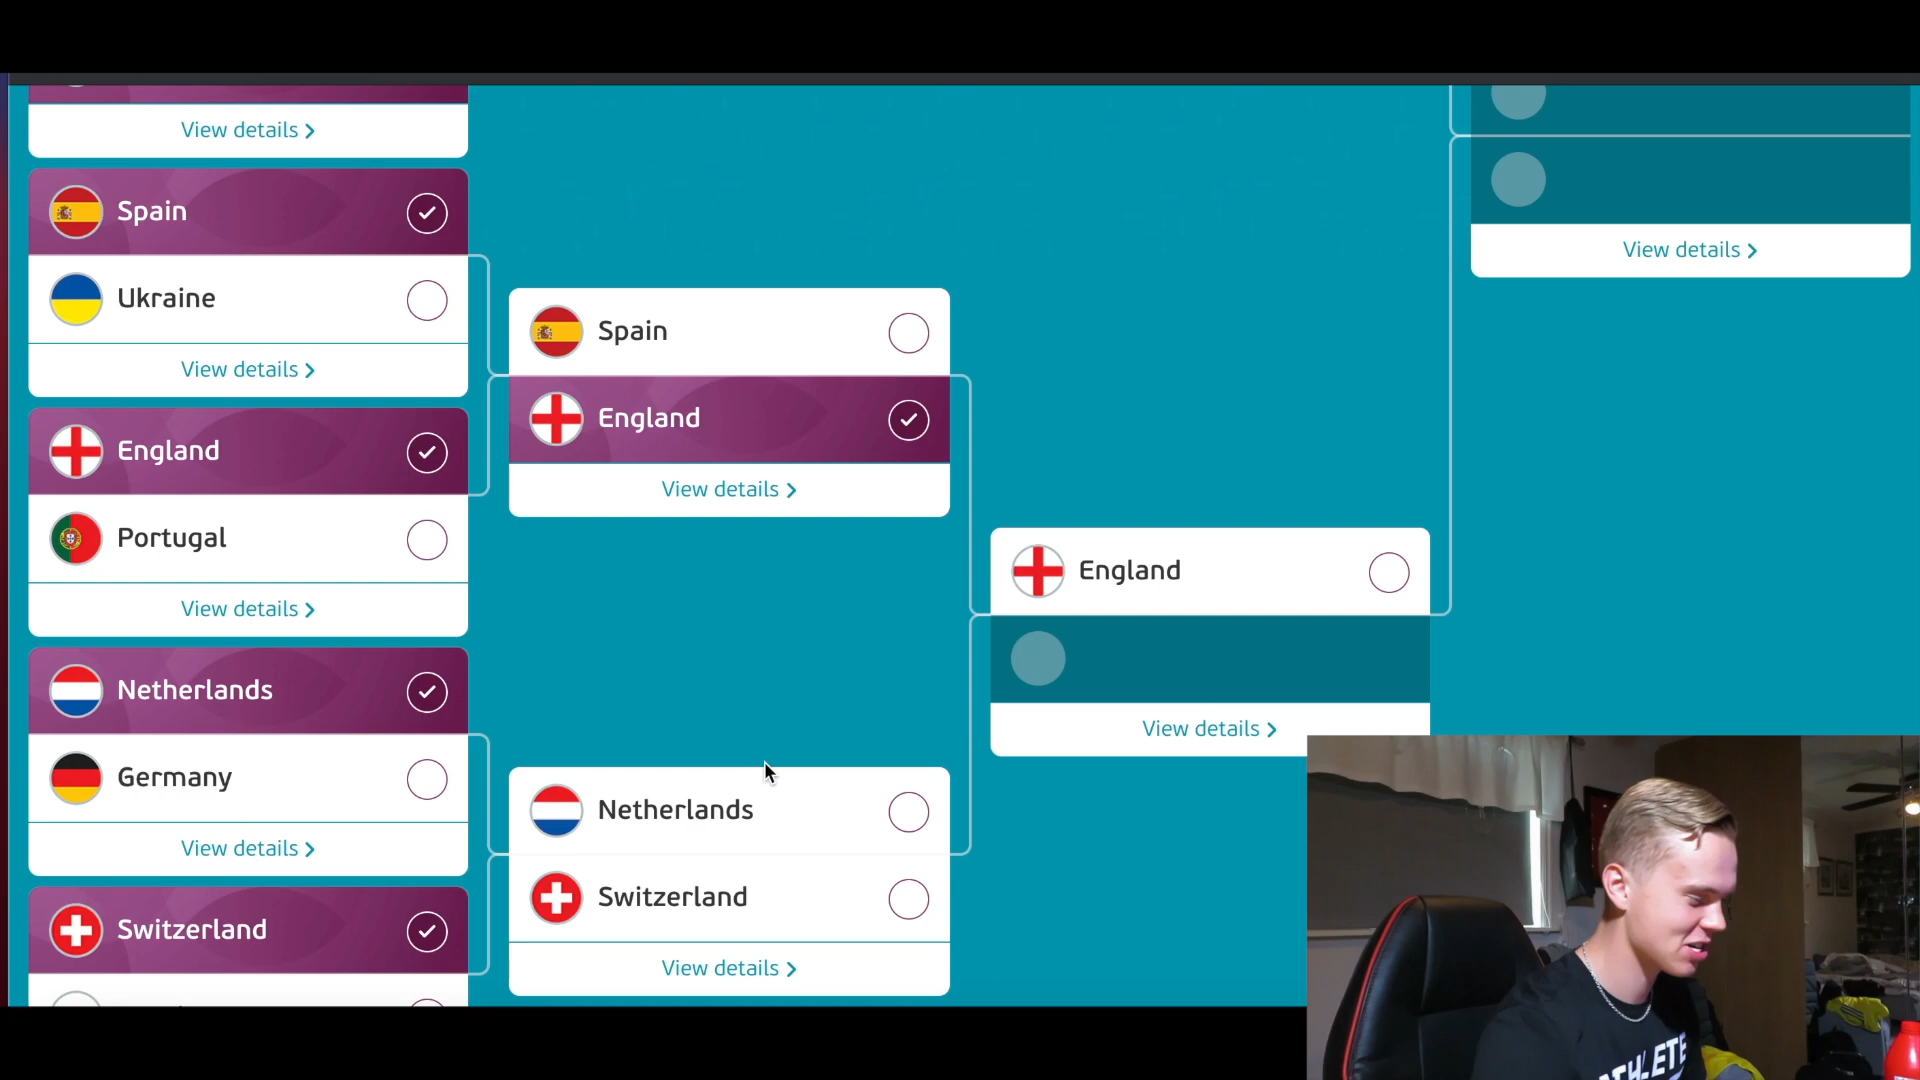 View details
Spain
Ukraine
View details
England
Portugal
View details
Netherlands
Germany
View details
Switzerland
Spain
England
View details
Netherlands
Switzerland
View details
England
View details
View details